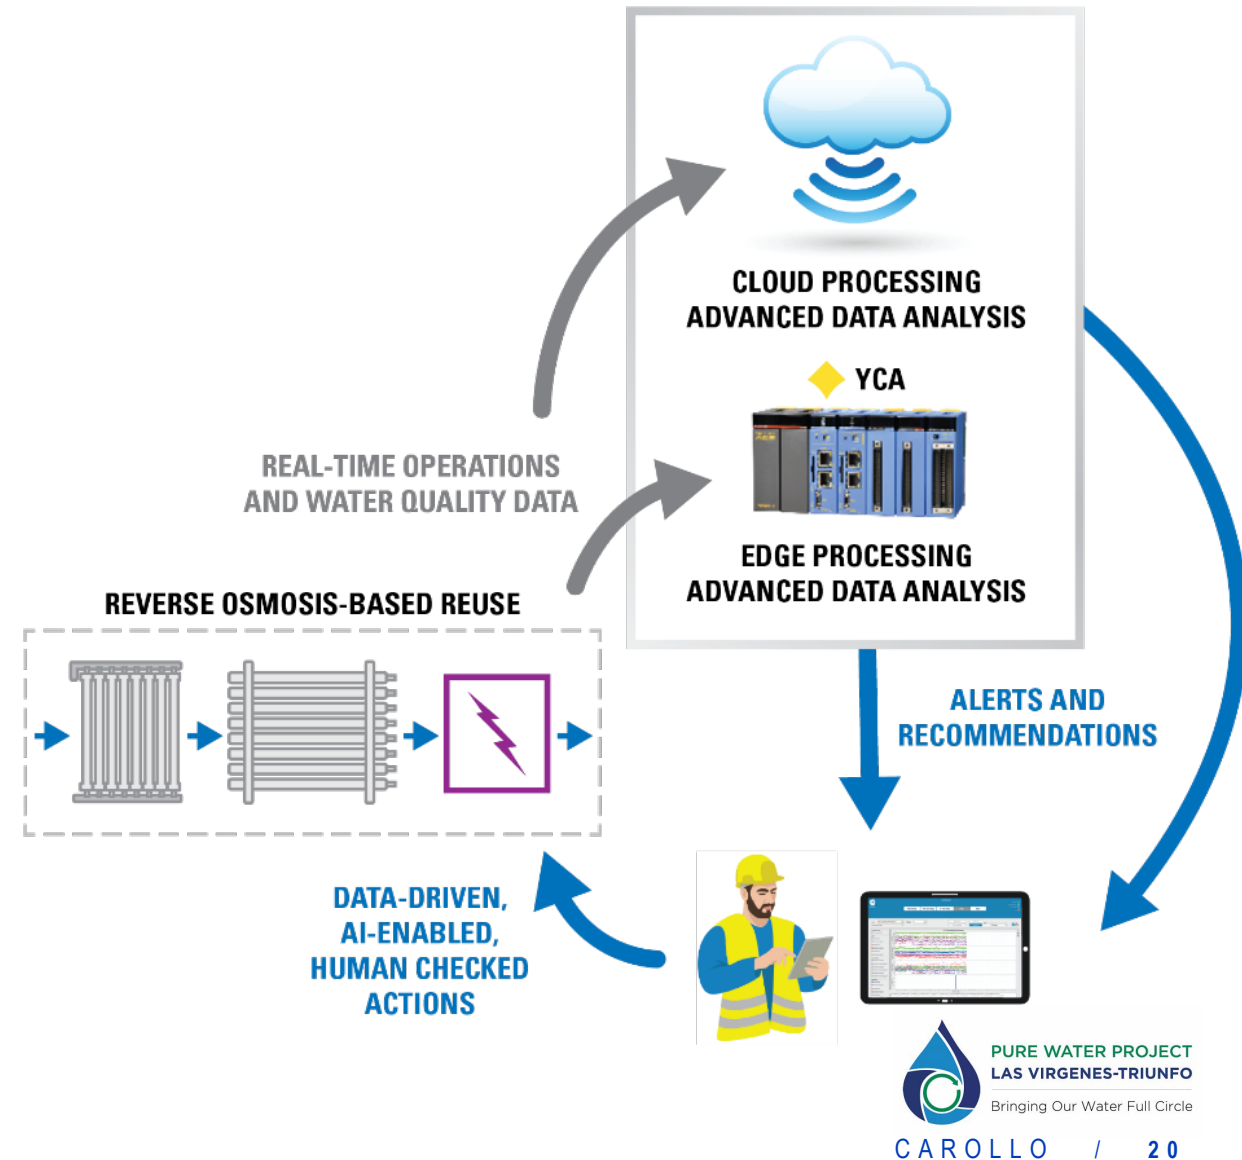 CLOUD PROCESSING
ADVANCED DATA ANALYSIS
YCA
EDGE PROCESSING
ADVANCED DATA ANALYSIS
REAL-TIME OPERATIONS
AND WATER QUALITY DATA
REVERSE OSMOSIS-BASED REUSE
ALERTS AND
RECOMMENDATIONS
DATA-DRIVEN,
AI-ENABLED,
HUMAN CHECKED
ACTIONS
PURE WATER PROJECT
LAS VIRGENES-TRIUNFO
Bringing Our Water Full Circle
CAROLLO / 20